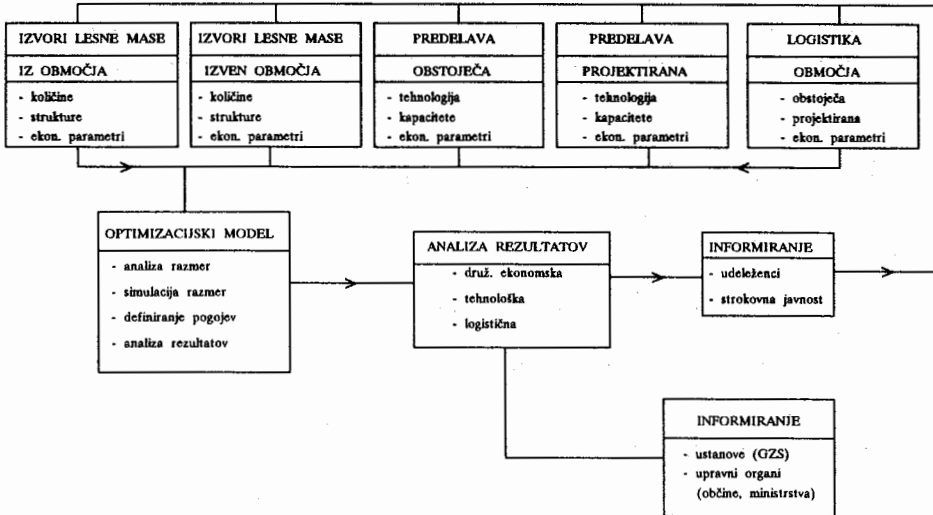 IZVORI LESNE MASE
IZ OBMOČJA
- količine
- strukture
- ekon. parametri
IZVORI LESNE MASE
IZVEN OBMOČJA
- količine
- strukture
- ekon. parametri
PREDELAVA
OBSTOJEČA
- tehnologija
- kapacitete
- ekon. parametri
PREDELAVA
PROJEKTIRANA
- teknologija
- kapacitete
- ekon. parametri
LOGISTIKA
OBMOČJA
- obstoječa
- projektirana
- ekon. parametri
OPTIMIZACIJSKI MODEL
- analiza razmer
- simulacija razmer
- definiranje pogojev
- analiza rezultatov
ANALIZA REZULTATOV
- druž. ekonomska
- tehnološka
- logistična
INFORMIRANJE
- udeleženci
- strokovna javnost
INFORMIRANJE
- ustanove (GZS)
- upravni organi
(občine, ministrstva)